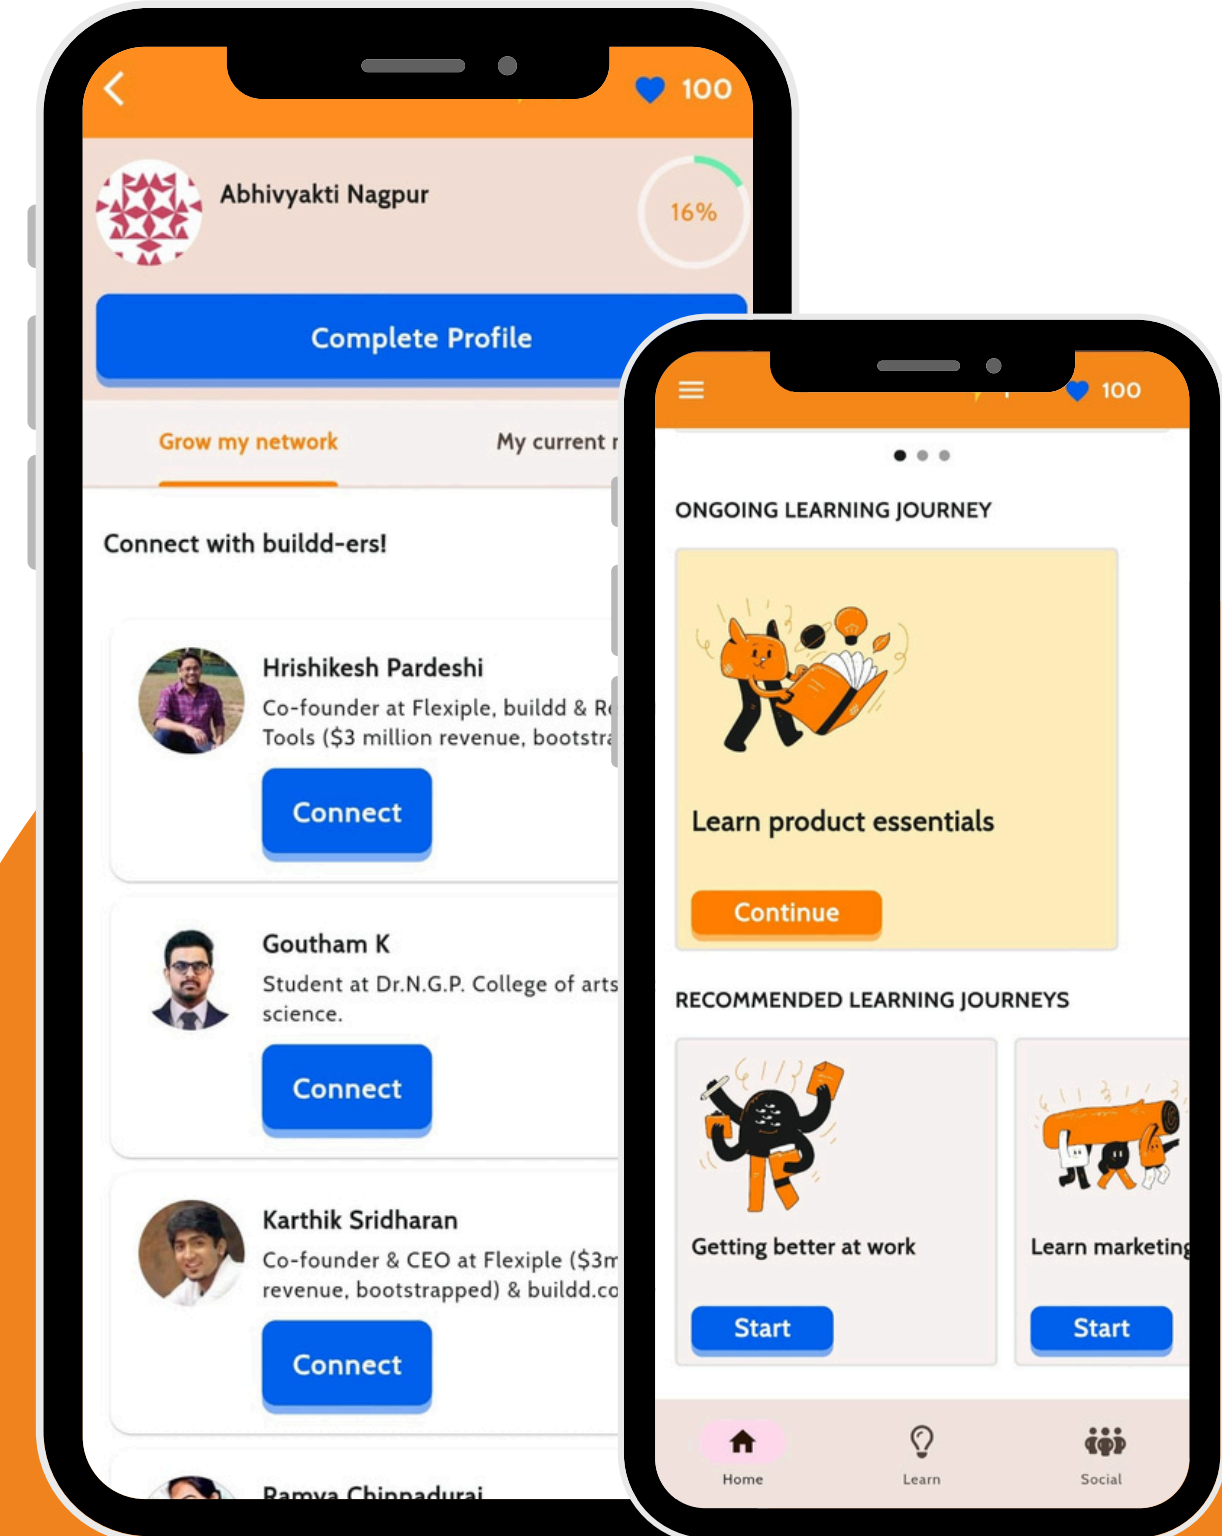 100
Abhivyakti Nagpur
16%
Complete Profile
Grow my network
My current
Connect with buildd-ers!
Hrishikesh Pardeshi
Co-founder at Flexiple, buildd &
Tools ($3 million revenue,
Connect
Goutham K
Student at Dr.N.G.P. College of arts
science.
Connect
Karthik Sridharan
Co-founder & CEO at Flexiple
revenue, bootstrapped) & buildd.co
Connect
Ramya Chinnadurai
100
ONGOING LEARNING JOURNEY
Learn product essentials
Continue
RECOMMENDED LEARNING JOURNEYS
Getting better at work
Start
Learn marketing
Start
Home
Learn
Social